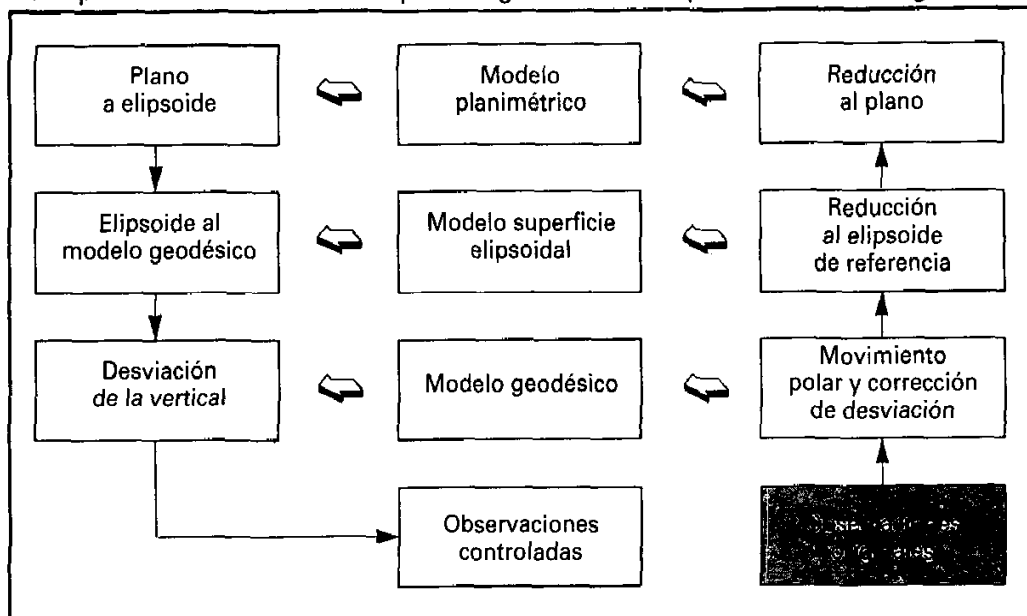 Plano
a elipsoide
Modelo
planimétrico
Reducción
al plano
Elipsoide al
modelo geodésico
Modelo superficie
elipsoidal
Reducción
al elipsoide
de referencia
Desviación
de la vertical
Modelo geodésico
Movimiento
polar y corrección
de desviación
Observaciones
controladas